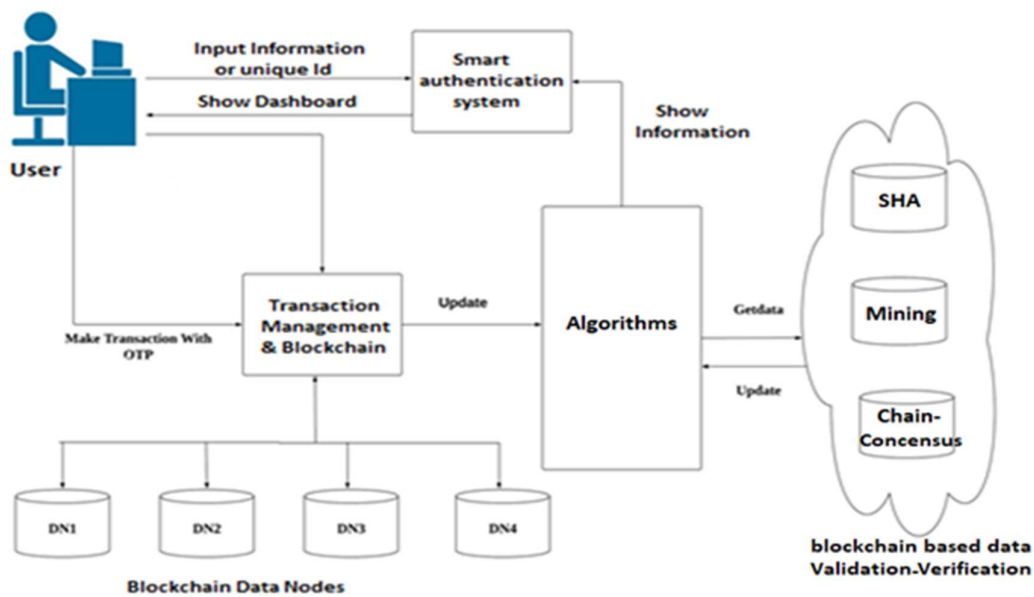 Input Information
or unique Id
Show Dashboard
User
Smart
authentication
system
Show
Information
SHA
Mining
Chain-
Concensus
blockchain based data
Validation-Verification
Algorithms
Getdata
Update
Transaction
Management
& Blockchain
Update
Make Transaction With
OTP
DN1
DN2
DN3
DN4
Blockchain Data Nodes